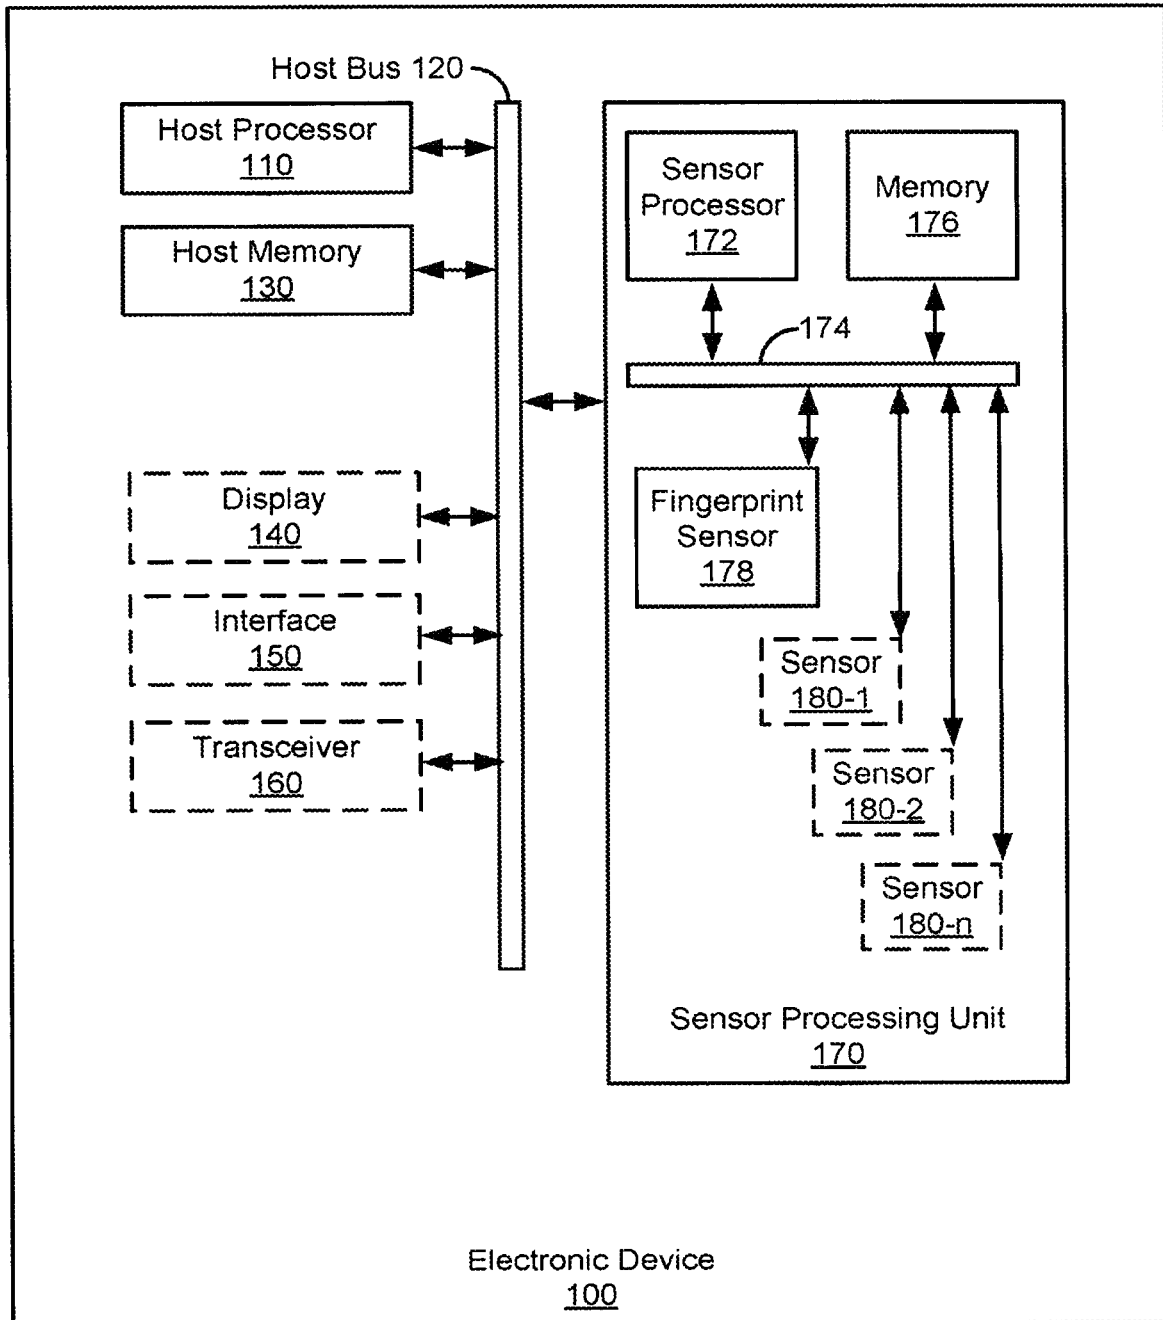 Host Bus 120
Host Processor
110
Host Memory
130
Display
140
Interface
150
Transceiver
160
Sensor
Processor
172
Memory
176
174
Fingerprint
Sensor
178
Sensor
180-1
Sensor
180-2
Sensor
180-n
Sensor Processing Unit
170
Electronic Device
100